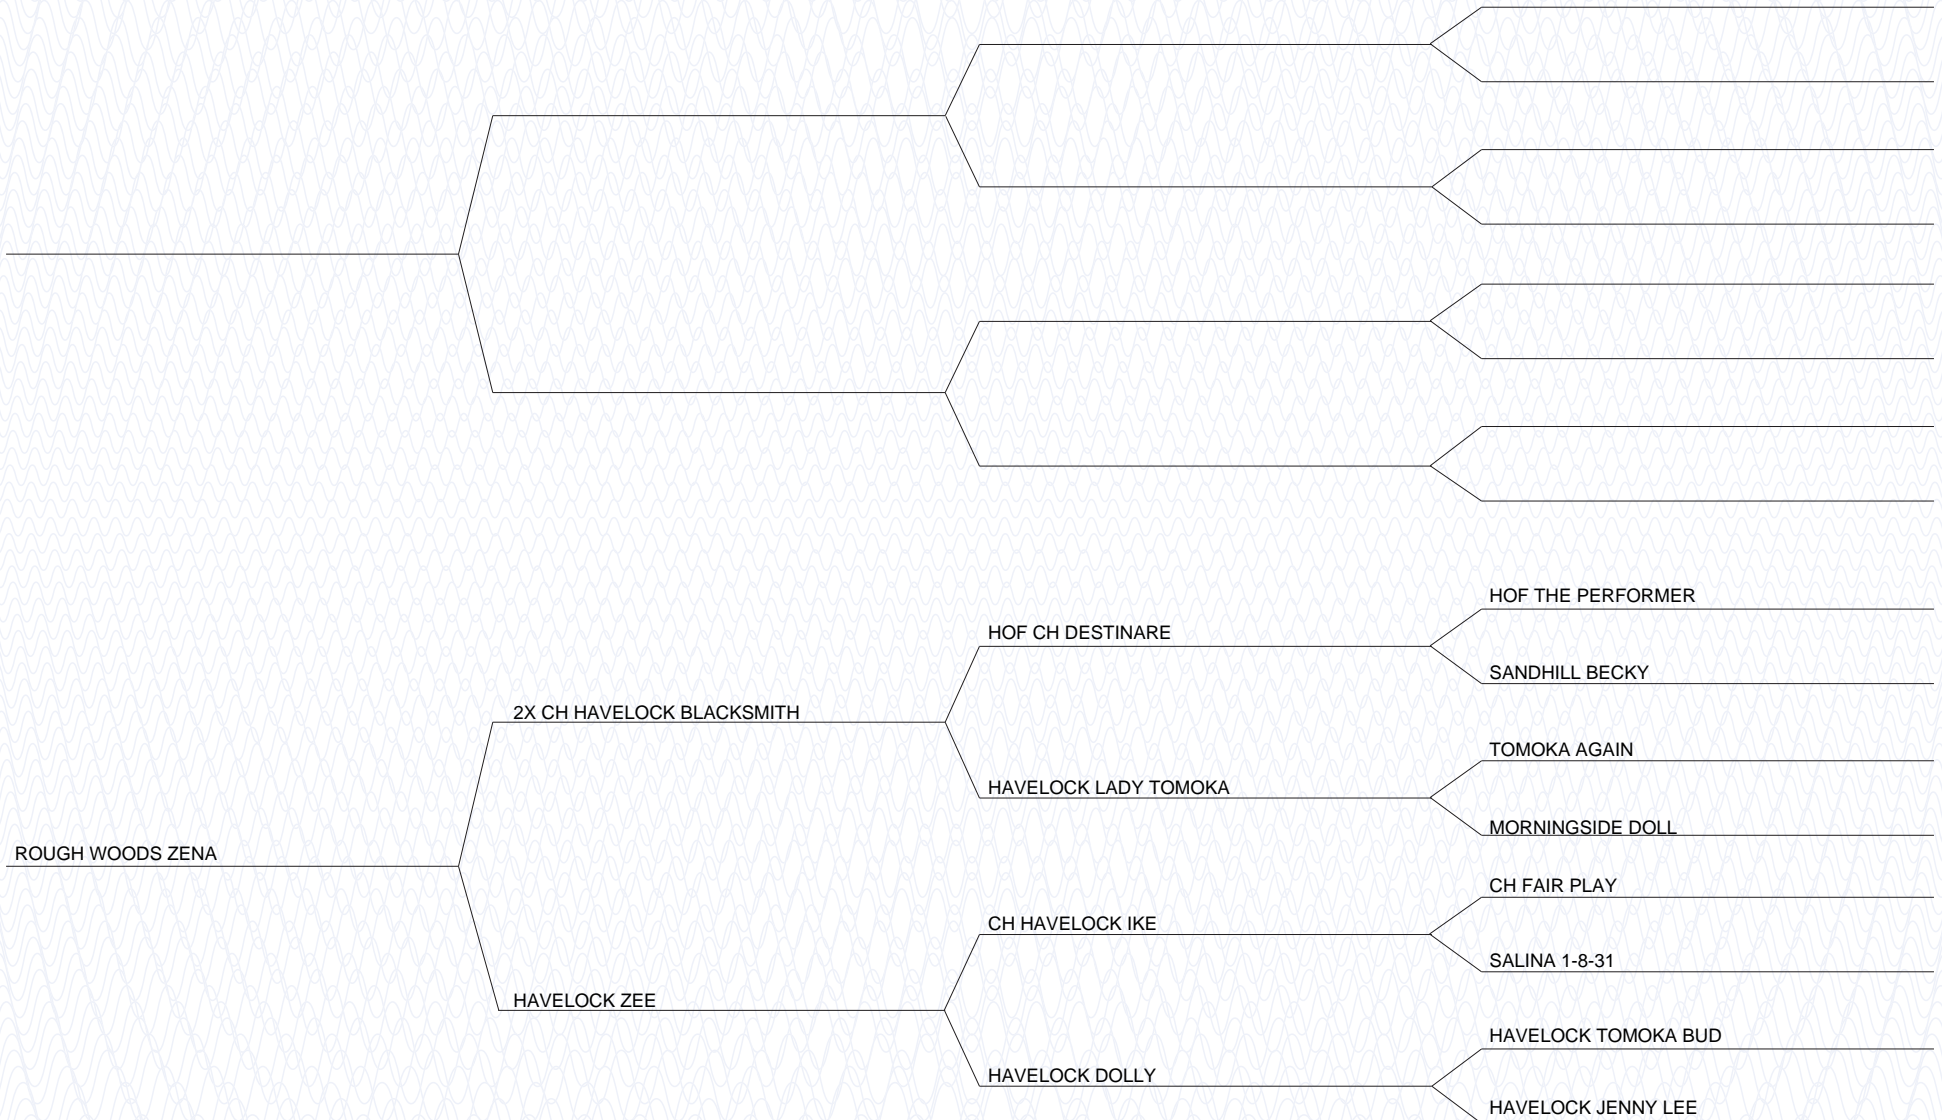 HOF THE PERFORMER
HOF CH DESTINARE
SANDHILL BECKY
2X CH HAVELOCK BLACKSMITH
TOMOKA AGAIN
HAVELOCK LADY TOMOKA
MORNINGSIDE DOLL
ROUGH WOODS ZENA
CH FAIR PLAY
CH HAVELOCK IKE
SALINA 1-8-31
HAVELOCK ZEE
HAVELOCK TOMOKA BUD
HAVELOCK DOLLY
HAVELOCK JENNY LEE